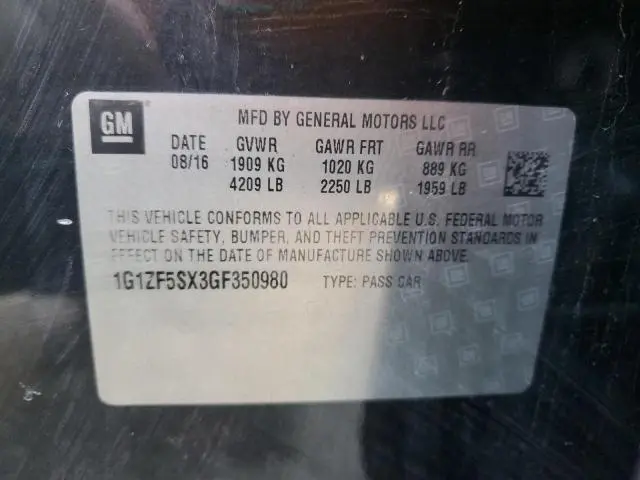 GM
MFD BY GENERAL MOTORS LLC
DATE GVWR GAWR FRT GAWR RR
08/16 1909 KG 1020 KG 889 KG
4209 LB 2250 LB 1959 LB
THIS VEHICLE CONFORMS TO ALL APPLICABLE U.S. FEDERAL MOTOR
VEHICLE SAFETY, BUMPER, AND THEFT PREVENTION STANDARDS IN
EFFECT ON THE DATE OF MANUFACTURE SHOWN ABOVE.
1G1ZF5SX3GF350980 TYPE: PASS CAR